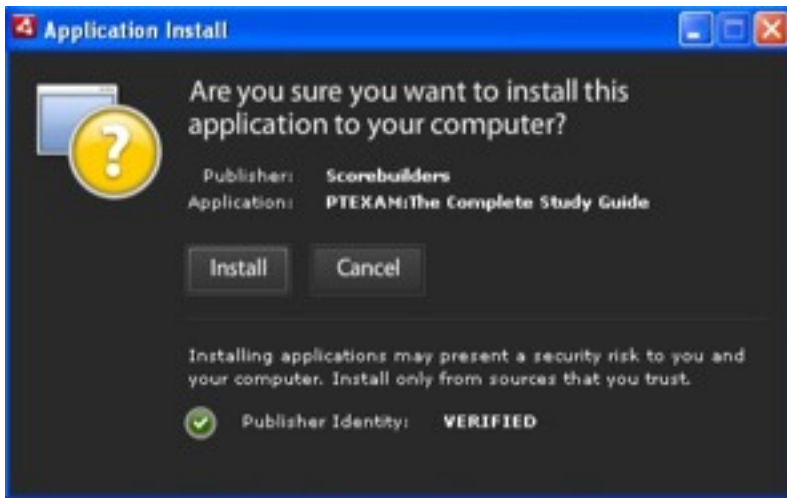 Application Install
Are you sure you want to install this
application to your computer?
Publisher: Scorebuilders
Application: PTEXAM:The Complete Study Guide
Install Cancel
Installing applications may present a security risk to you and
your computer. Install only from sources that you trust.
Publisher Identity: VERIFIED